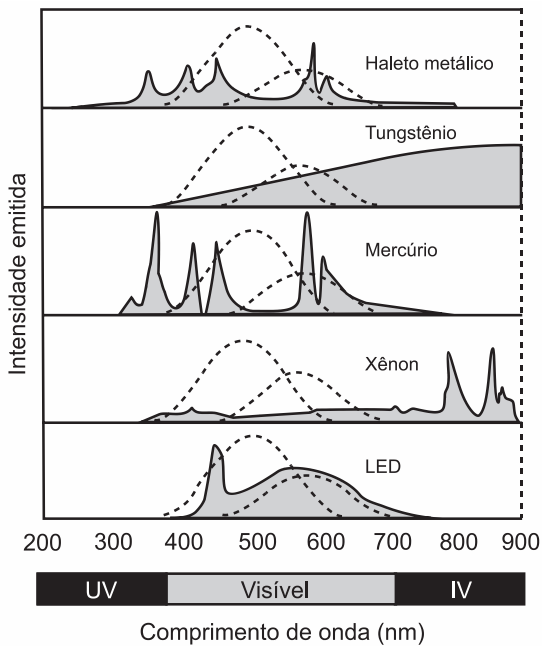 Intensidade emitida
Haleto metálico
Tungstênio
Mercúrio
Xênon
LED
200 300 400 500 600 700 800 900
UV Visível IV
Comprimento de onda (nm)